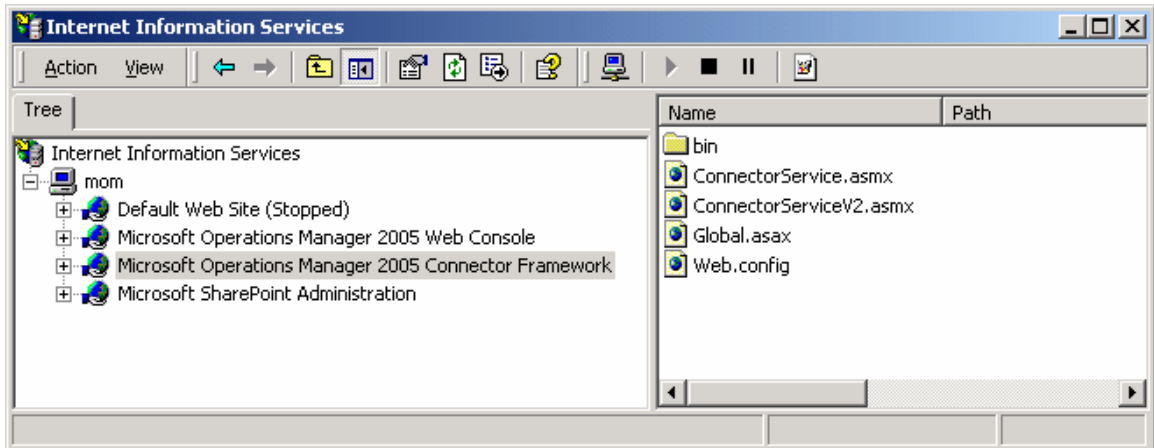 Internet Information Services
Action View
Tree
Name Path
Internet Information Services
mom
Default Web Site (Stopped)
Microsoft Operations Manager 2005 Web Console
Microsoft Operations Manager 2005 Connector Framework
Microsoft SharePoint Administration
bin
ConnectorService.asmx
ConnectorServiceV2.asmx
Global.asax
Web.config